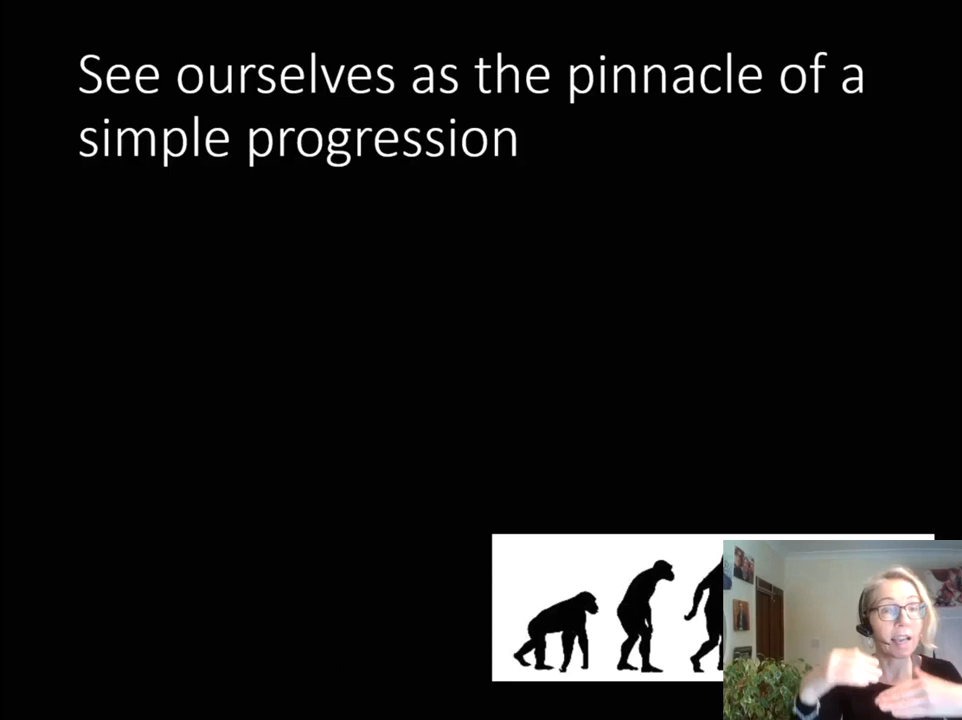 See ourselves as the pinnacle of a
simple progression